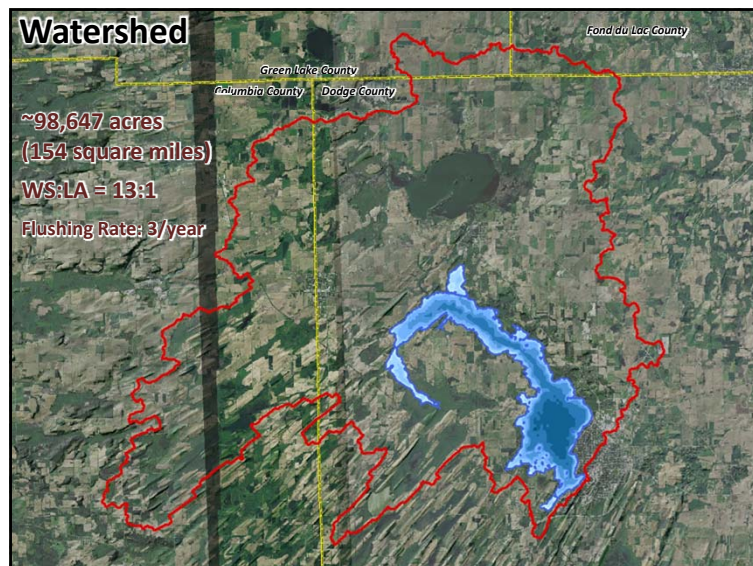 Watershed
Fond du Lac County
Green Lake County
Columbia County
Dodge County
~98,647 acres
(154 square miles)
WS:LA = 13:1
Flushing Rate: 3/year